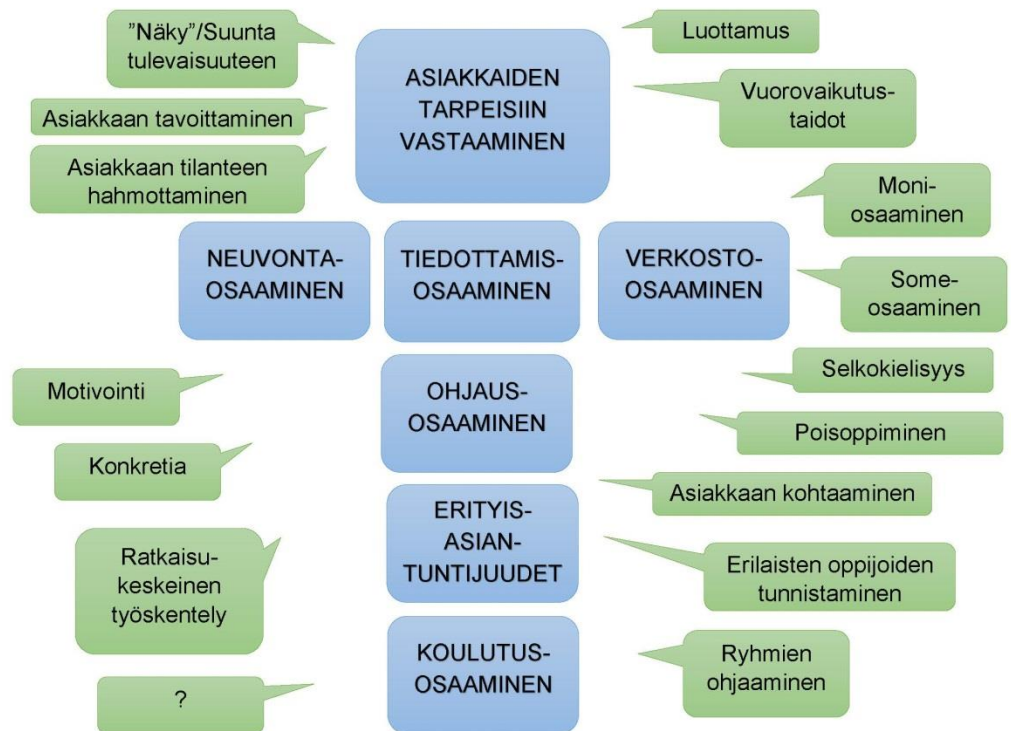 ”Näky”/Suunta
tulevaisuuteen
Luottamus
ASIAKKAIDEN
TARPEISIIN
VASTAAMINEN
Asiakkaan tavoittaminen
Vuorovaikutus-
taidot
Asiakkaan tilanteen
hahmottaminen
Moni-
osaaminen
NEUVONTA-
OSAAMINEN
TIEDOTTAMIS-
OSAAMINEN
VERKOSTO-
OSAAMINEN
Some-
osaaminen
Motivointi
OHJAUS-
OSAAMINEN
Selkokielisyys
Poisoppiminen
Konkretia
Asiakkaan kohtaaminen
ERITYIS-
ASIAN-
TUNTIJUUDET
Ratkaisu-
keskeinen
työskentely
Erilaisten oppijoiden
tunnistaminen
KOULUTUS-
OSAAMINEN
Ryhmien
ohjaaminen
?